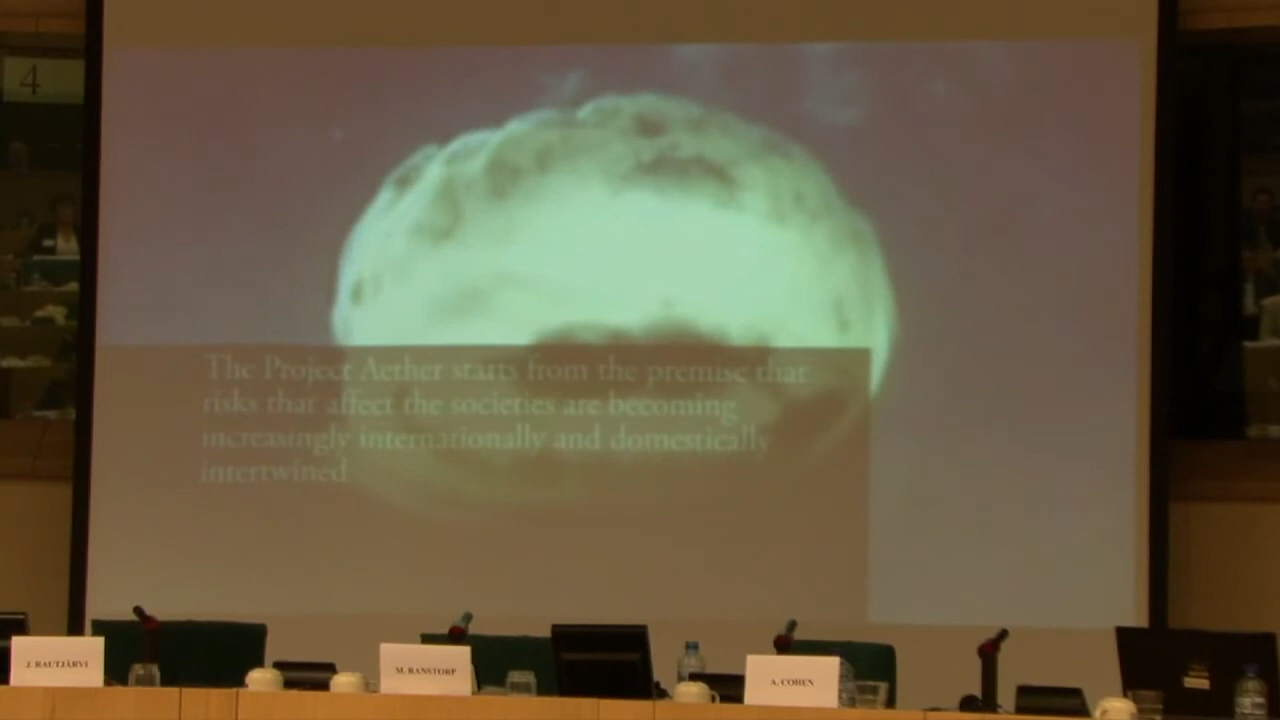 4
The Project Aether starts from the premise that
risks that affect the societies are becoming
increasingly internationally and domestically
intertwined
J. RAUTJÄRVI
M. RANSTORP
A. COHEN